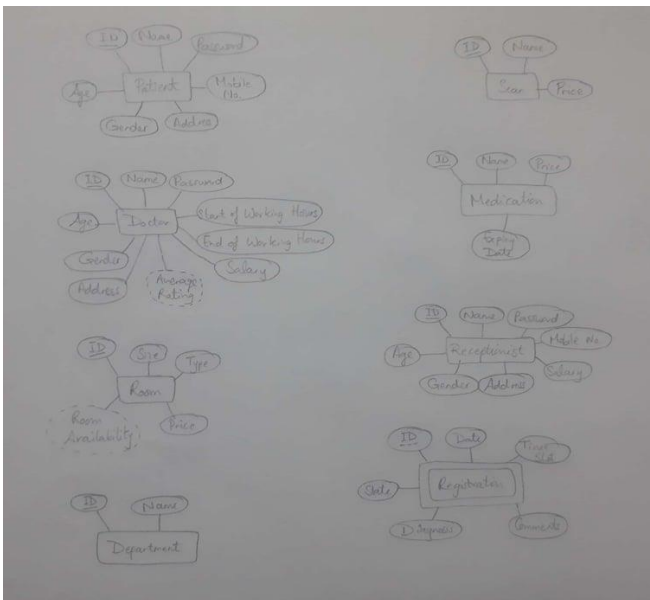 ID
Name
Password
Patient
Age
Mobile
No.
Gender
Address
ID
Name
Password
Doctor
Age
Start of Working Hours
End of Working Hours
Salary
Gender
Address
Average
Rating
ID
Size
Type
Room
Room
Availability
Price
ID
Name
Department
ID
Name
Scan
Price
ID
Name
Price
Medication
Expiry
Date
ID
Name
Password
Mobile No.
Age
Receptionist
Salary
Gender
Address
ID
Date
Time
Slot
State
Registration
Diagnosis
Comments